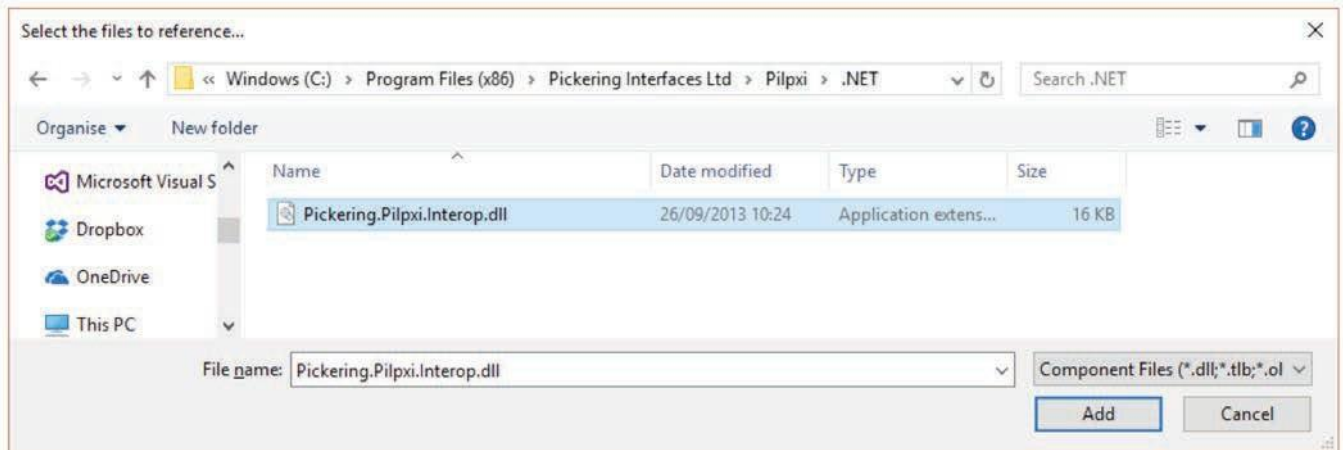 Select the files to reference...
« Windows (C:) > Program Files (x86) > Pickering Interfaces Ltd > Pilpxi > .NET
Search .NET
Organise
New folder
Name
Date modified
Type
Size
Microsoft Visual S
Pickering.Pilpxi.Interop.dll
26/09/2013 10:24
Application extens...
16 KB
Dropbox
OneDrive
This PC
File name:
Pickering.Pilpxi.Interop.dll
Component Files (*.dll;*.tlb;*.ol
Add
Cancel